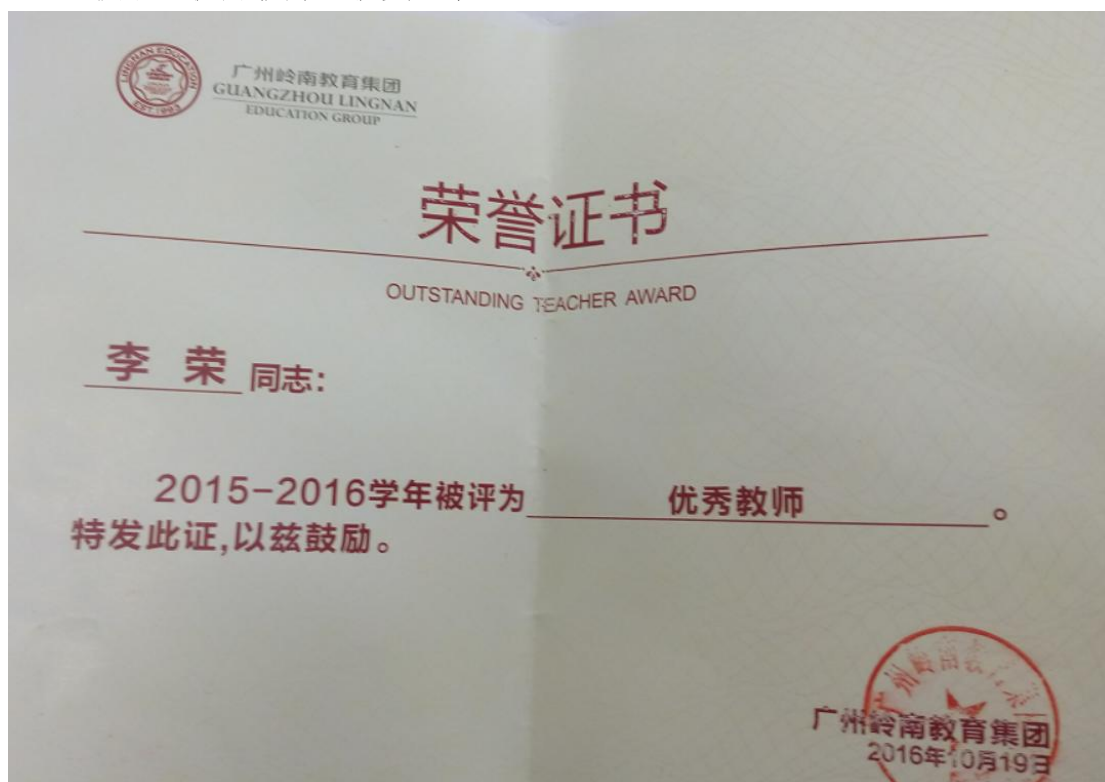 广州岭南教育集团
GUANGZHOU LINGNAN
EDUCATION GROUP
荣誉证书
OUTSTANDING TEACHER AWARD
李 荣 同志:
2015-2016学年被评为 优秀教师 。
特发此证,以兹鼓励。
广州岭南教育集团
2016年10月19日